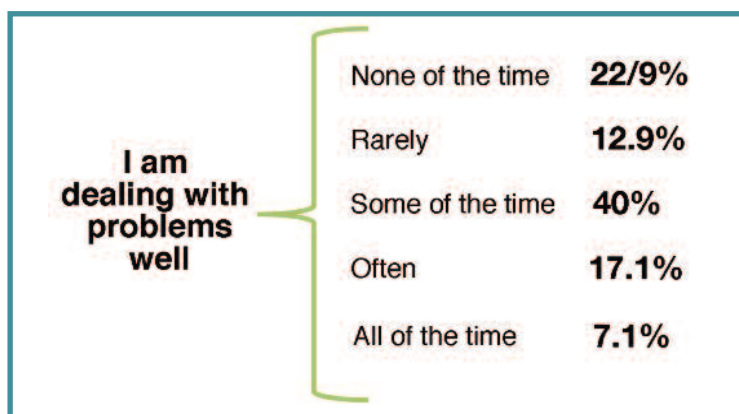 I am
dealing with
problems
well
None of the time 22/9%
Rarely 12.9%
Some of the time 40%
Often 17.1%
All of the time 7.1%